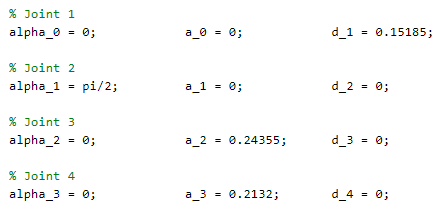 % Joint 1
alpha_0 = 0; a_0 = 0; d_1 = 0.15185;
% Joint 2
alpha_1 = pi/2; a_1 = 0; d_2 = 0;
% Joint 3
alpha_2 = 0; a_2 = 0.24355; d_3 = 0;
% Joint 4
alpha_3 = 0; a_3 = 0.2132; d_4 = 0;